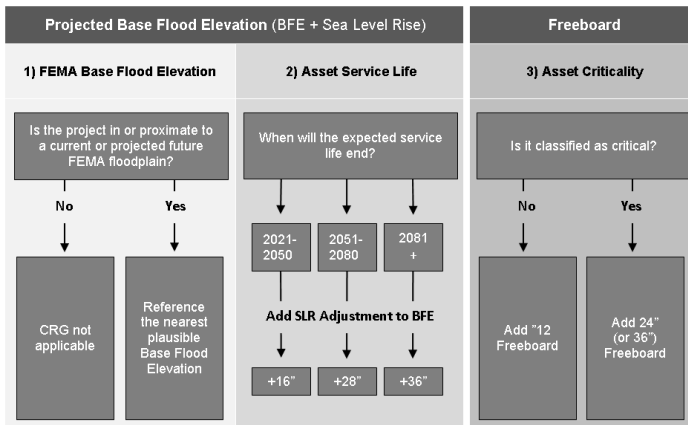 Projected Base Flood Elevation (BFE + Sea Level Rise)
Freeboard
1) FEMA Base Flood Elevation
2) Asset Service Life
3) Asset Criticality
Is the project in or proximate to
a current or projected future
FEMA floodplain?
When will the expected service
life end?
Is it classified as critical?
No
Yes
No
Yes
2021-
2050
2051-
2080
2081
+
CRG not
applicable
Reference
the nearest
plausible
Base Flood
Elevation
Add SLR Adjustment to BFE
+16”
+28”
+36”
Add ”12
Freeboard
Add 24”
(or 36”)
Freeboard